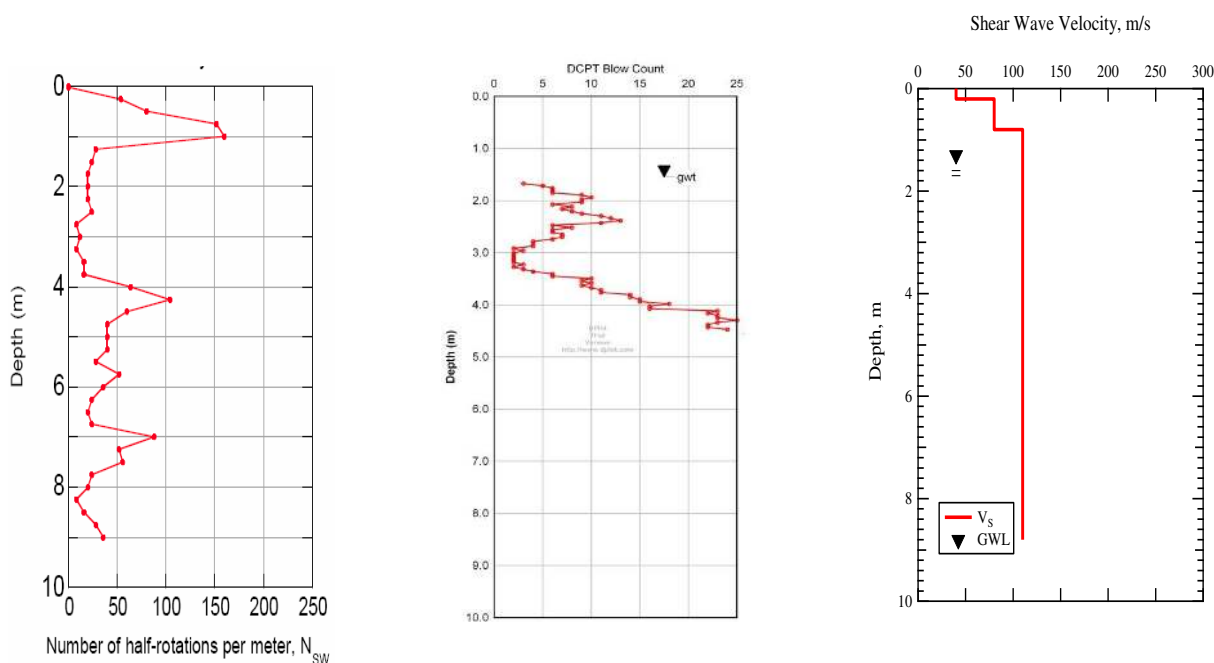 0
2
4
6
8
10
Depth (m)
0 50 100 150 200 250
Number of half-rotations per meter, N_SW
DCPT Blow Count
0 5 10 15 20 25
0.0
1.0
2.0
3.0
4.0
5.0
6.0
7.0
8.0
9.0
10.0
Depth (m)
gwt
Shear Wave Velocity, m/s
0 50 100 150 200 250 300
0
2
4
6
8
10
Depth, m
V_S
GWL